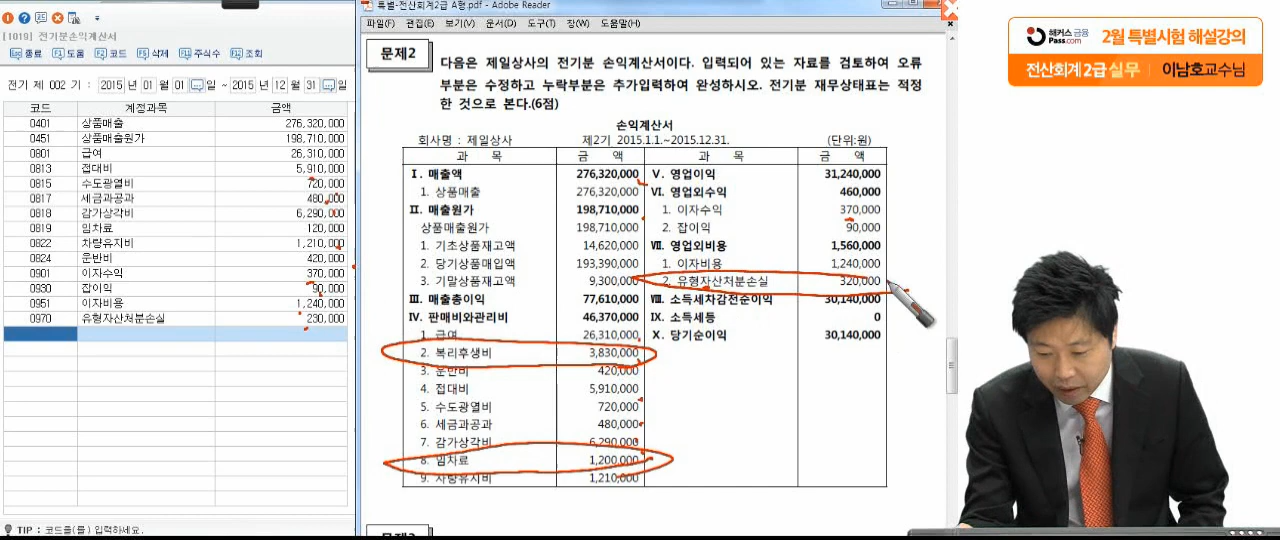 [1019] 전기분손익계산서
종료 도움 코드 삭제 주석수 조회
전기 제 002 기 : 2015 년 01 월 01 일 ~ 2015 년 12 월 31 일
코드 계정과목 금액
0401 상품매출 276,320,000
0451 상품매출원가 198,710,000
0801 급여 26,310,000
0813 접대비 5,910,000
0815 수도광열비 720,000
0817 세금과공과 480,000
0818 감가상각비 6,290,000
0819 임차료 120,000
0822 차량유지비 1,210,000
0824 운반비 420,000
0901 이자수익 370,000
0930 잡이익 90,000
0951 이자비용 1,240,000
0970 유형자산처분손실 230,000
TIP : 코드을(를) 입력하세요.
특별-전산회계2급 A형.pdf - Adobe Reader
파일(F) 편집(E) 보기(V) 문서(D) 도구(T) 창(W) 도움말(H)
문제2
다음은 제일상사의 전기분 손익계산서이다. 입력되어 있는 자료를 검토하여 오류
부분은 수정하고 누락부분은 추가입력하여 완성하시오. 전기분 재무상태표는 적정
한 것으로 본다.(6점)
손익계산서
회사명 : 제일상사 제2기 2015.1.1.~2015.12.31. (단위:원)
과 목 금 액 과 목 금 액
Ⅰ. 매출액 276,320,000 Ⅴ. 영업이익 31,240,000
1. 상품매출 276,320,000 Ⅵ. 영업외수익 460,000
Ⅱ. 매출원가 198,710,000 1. 이자수익 370,000
상품매출원가 198,710,000 2. 잡이익 90,000
1. 기초상품재고액 14,620,000 Ⅶ. 영업외비용 1,560,000
2. 당기상품매입액 193,390,000 1. 이자비용 1,240,000
3. 기말상품재고액 9,300,000 2. 유형자산처분손실 320,000
Ⅲ. 매출총이익 77,610,000 Ⅷ. 소득세차감전순이익 30,140,000
Ⅳ. 판매비와관리비 46,370,000 Ⅸ. 소득세등 0
1. 급여 26,310,000 Ⅹ. 당기순이익 30,140,000
2. 복리후생비 3,830,000
3. 운반비 420,000
4. 접대비 5,910,000
5. 수도광열비 720,000
6. 세금과공과 480,000
7. 감가상각비 6,290,000
8. 임차료 1,200,000
9. 차량유지비 1,210,000
해커스 금융
Pass.com
2월 특별시험 해설강의
전산회계2급 실무 이남호교수님